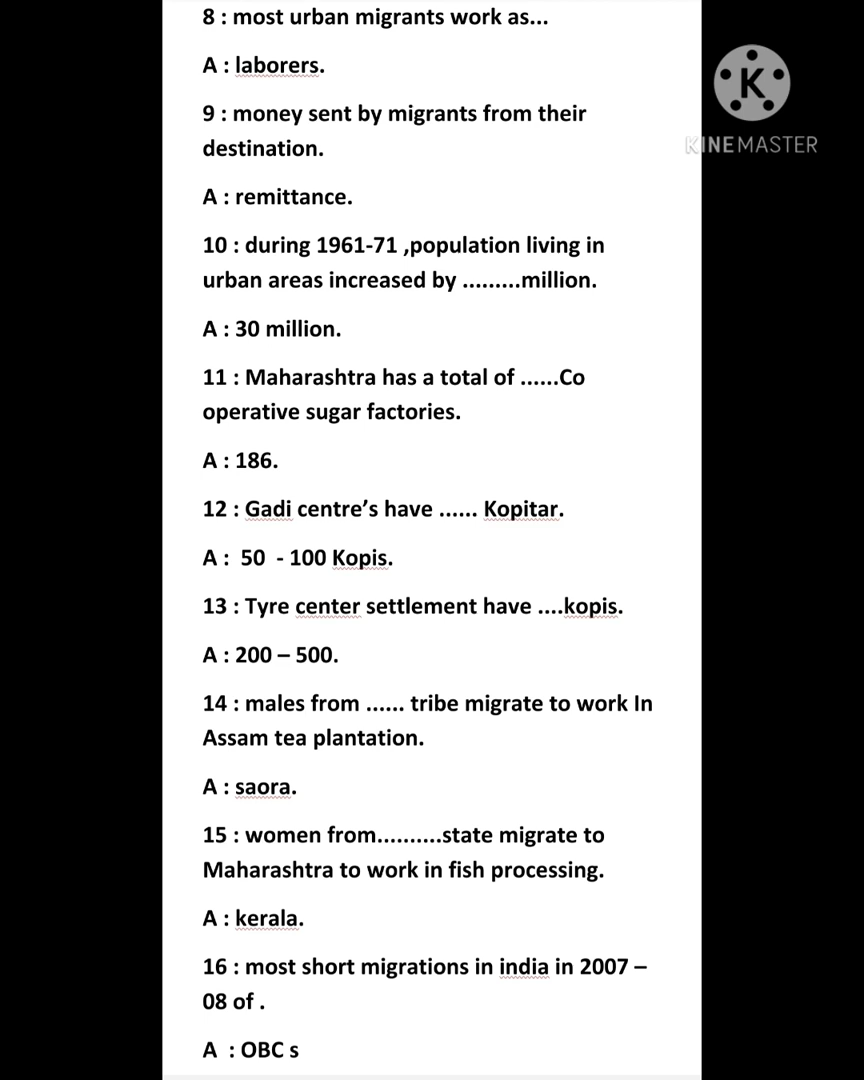 8 : most urban migrants work as...
A : laborers.
9 : money sent by migrants from their
destination.
A : remittance.
10 : during 1961-71 ,population living in
urban areas increased by .........million.
A : 30 million.
11 : Maharashtra has a total of ......Co
operative sugar factories.
A : 186.
12 : Gadi centre's have ...... Kopitar.
A : 50 - 100 Kopis.
13 : Tyre center settlement have ....kopis.
A : 200 – 500.
14 : males from ...... tribe migrate to work In
Assam tea plantation.
A : saora.
15 : women from..........state migrate to
Maharashtra to work in fish processing.
A : kerala.
16 : most short migrations in india in 2007 –
08 of .
A : OBC s
K
KINEMASTER